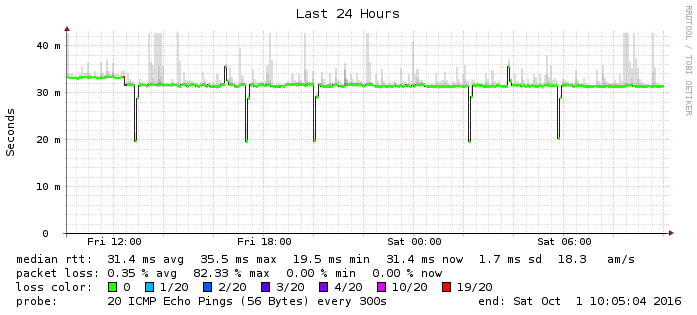 Last 24 Hours
RRDTOOL / TOBI OETIKER
Seconds
40 m
30 m
20 m
10 m
0
Fri 12:00 Fri 18:00 Sat 00:00 Sat 06:00
median rtt: 31.4 ms avg 35.5 ms max 19.5 ms min 31.4 ms now 1.7 ms sd 18.3 am/s
packet loss: 0.35 % avg 82.33 % max 0.00 % min 0.00 % now
loss color: 0 1/20 2/20 3/20 4/20 10/20 19/20
probe: 20 ICMP Echo Pings (56 Bytes) every 300s end: Sat Oct 1 10:05:04 2016